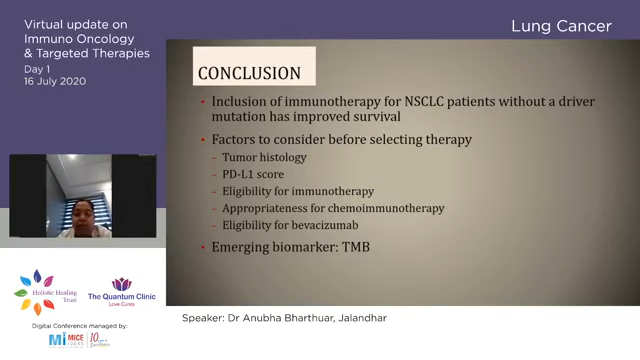 Virtual update on
Immuno Oncology
& Targeted Therapies
Day 1
16 July 2020
Lung Cancer
CONCLUSION
• Inclusion of immunotherapy for NSCLC patients without a driver
mutation has improved survival
• Factors to consider before selecting therapy
– Tumor histology
– PD-L1 score
– Eligibility for immunotherapy
– Appropriateness for chemoimmunotherapy
– Eligibility for bevacizumab
• Emerging biomarker: TMB
Holistic Healing
Trust
The Quantum Clinic
Love Cures
Digital Conference managed by:
Mi MICE
10
Speaker: Dr Anubha Bharthuar, Jalandhar